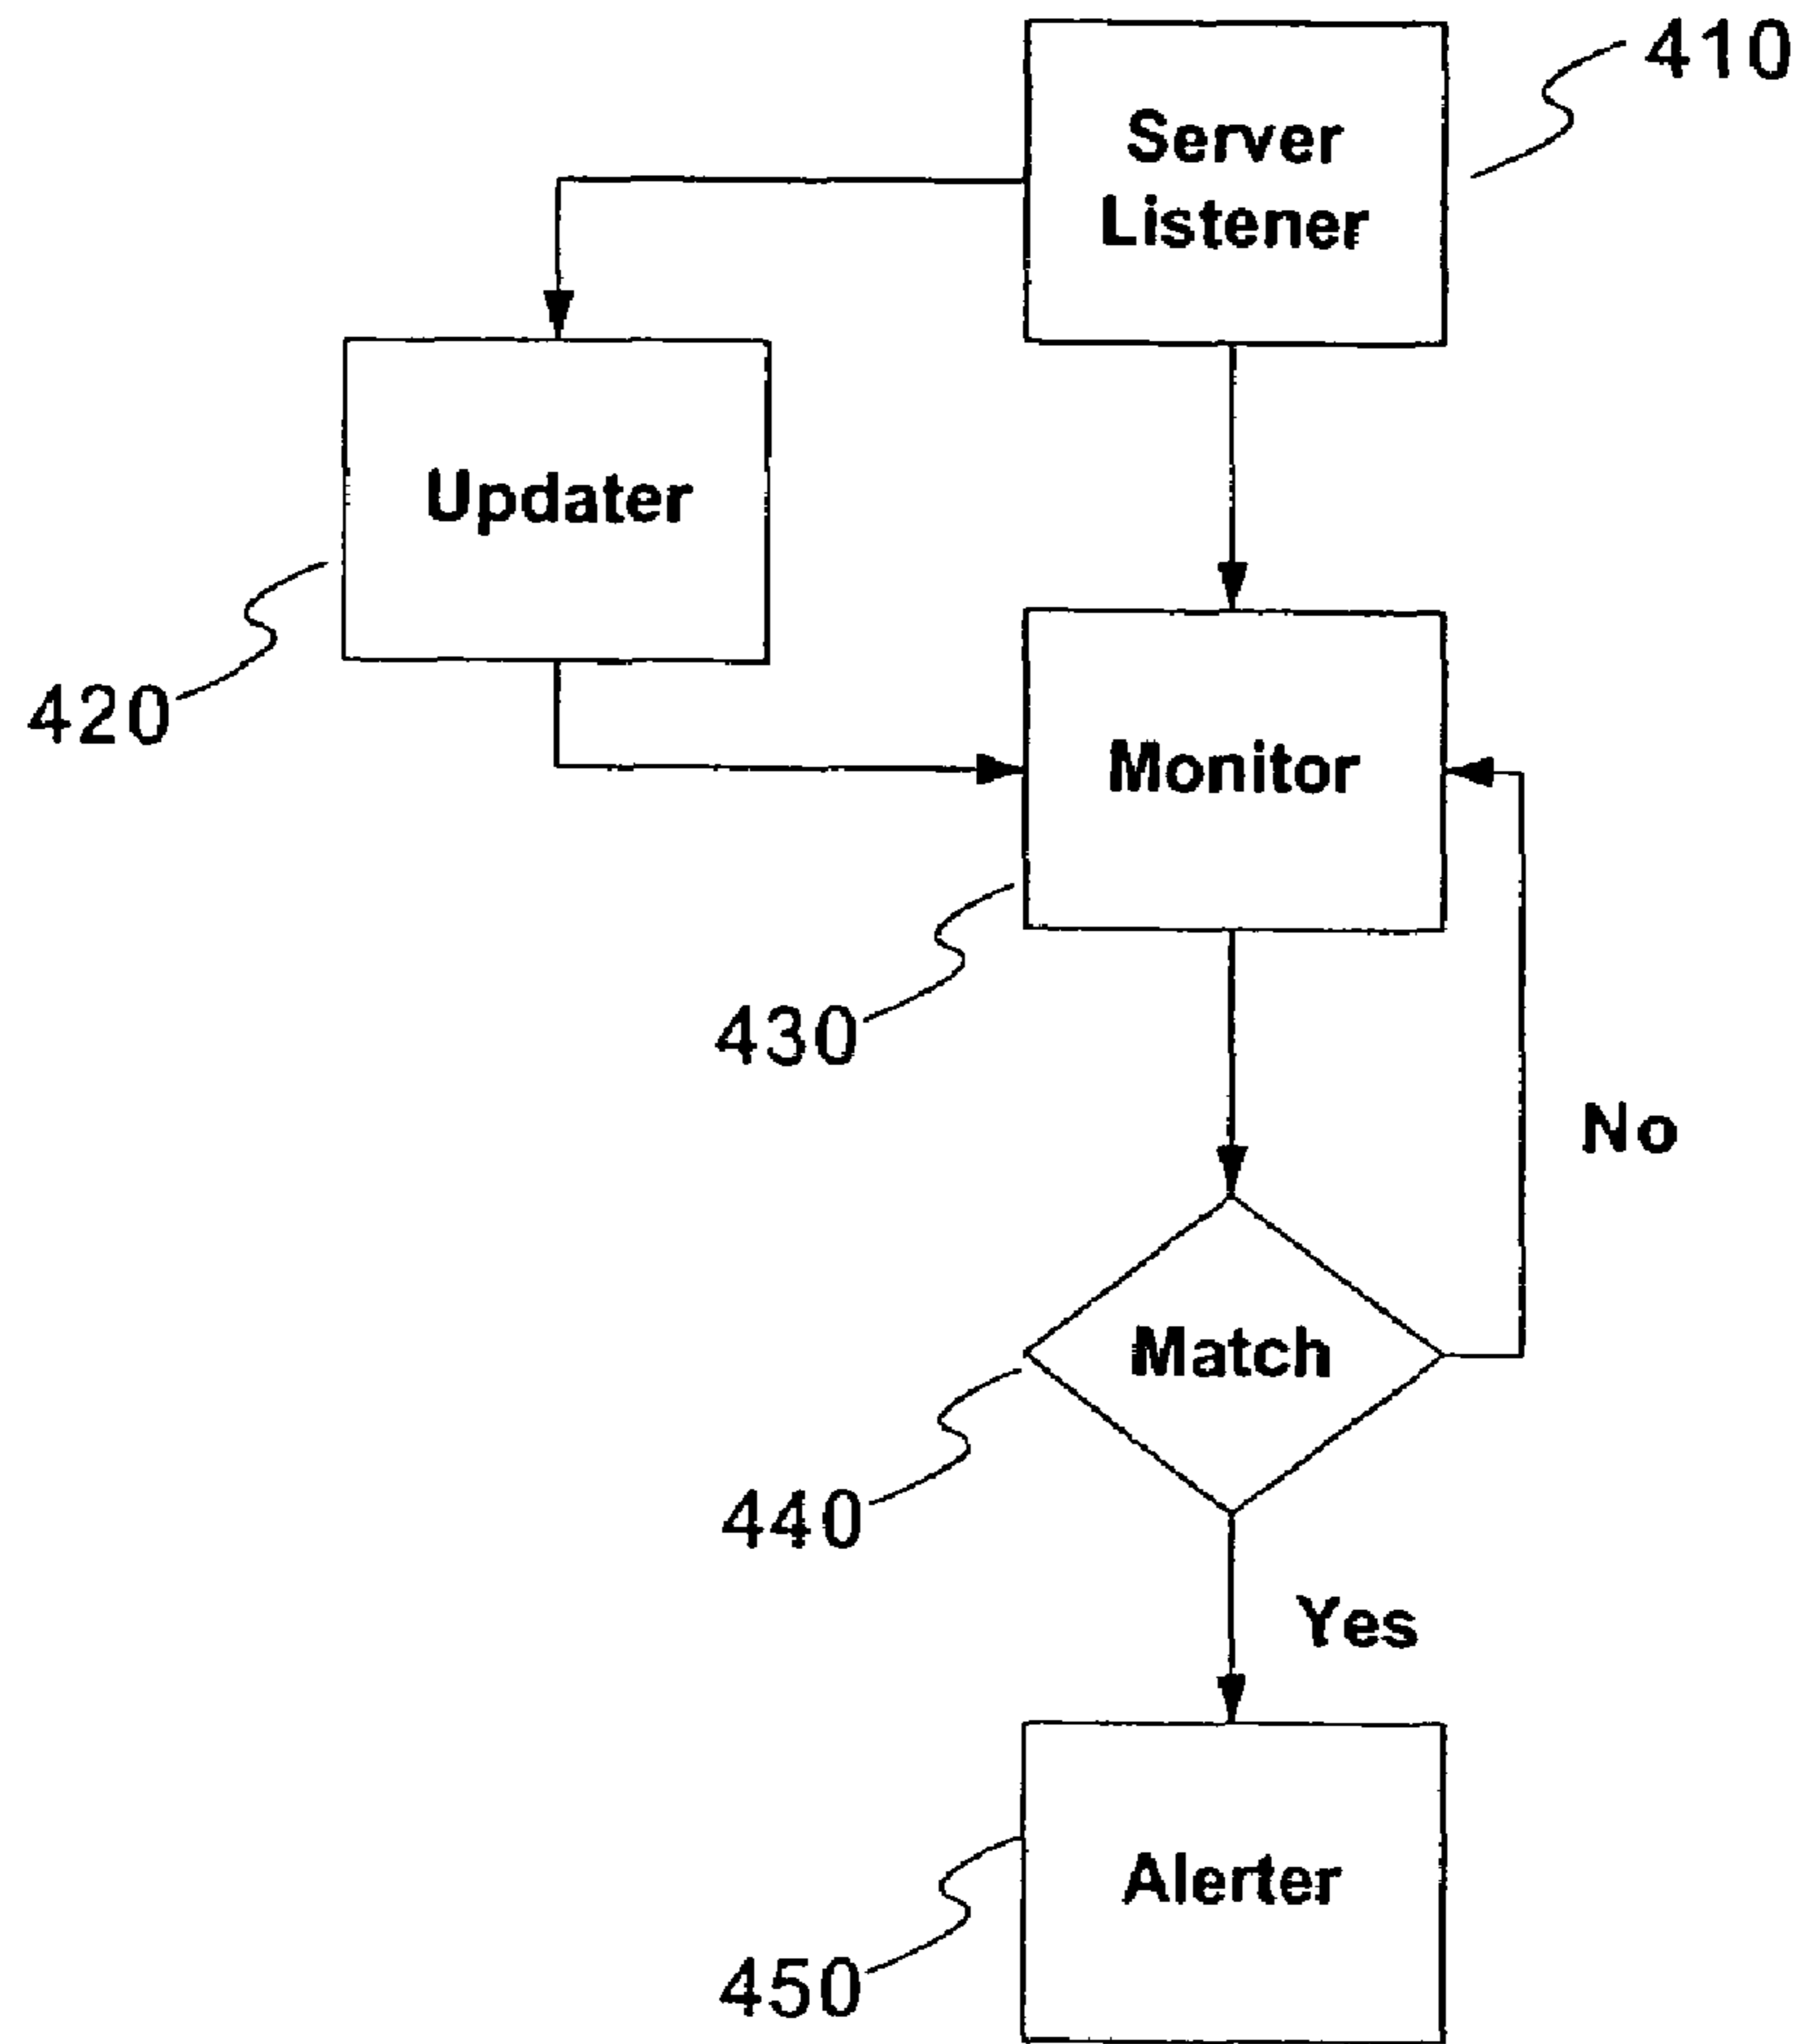 410
Server
Listener
Updater
420
Monitor
430
No
Match
440
Yes
Alerter
450